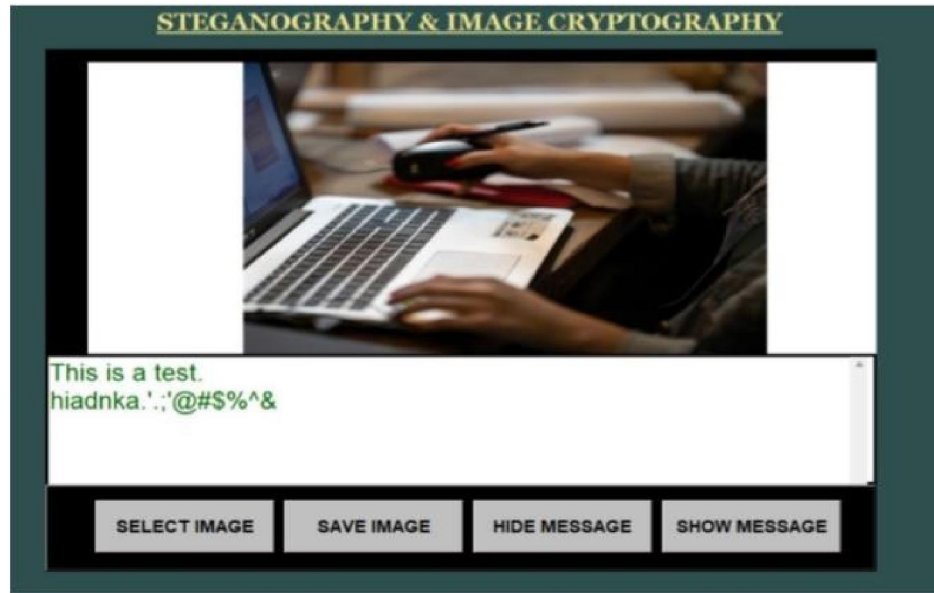 STEGANOGRAPHY & IMAGE CRYPTOGRAPHY
This is a test.
hiadnka.'.;'@#$%^&
SELECT IMAGE
SAVE IMAGE
HIDE MESSAGE
SHOW MESSAGE